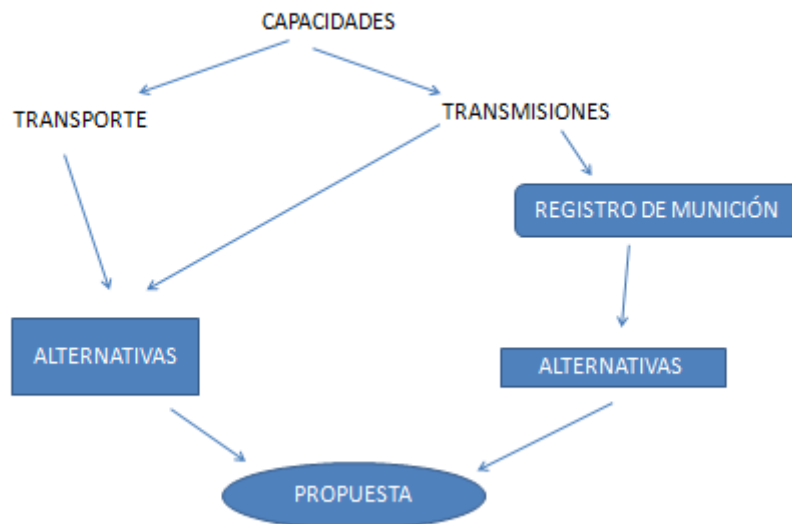 CAPACIDADES
TRANSPORTE
TRANSMISIONES
REGISTRO DE MUNICIÓN
ALTERNATIVAS
ALTERNATIVAS
PROPUESTA